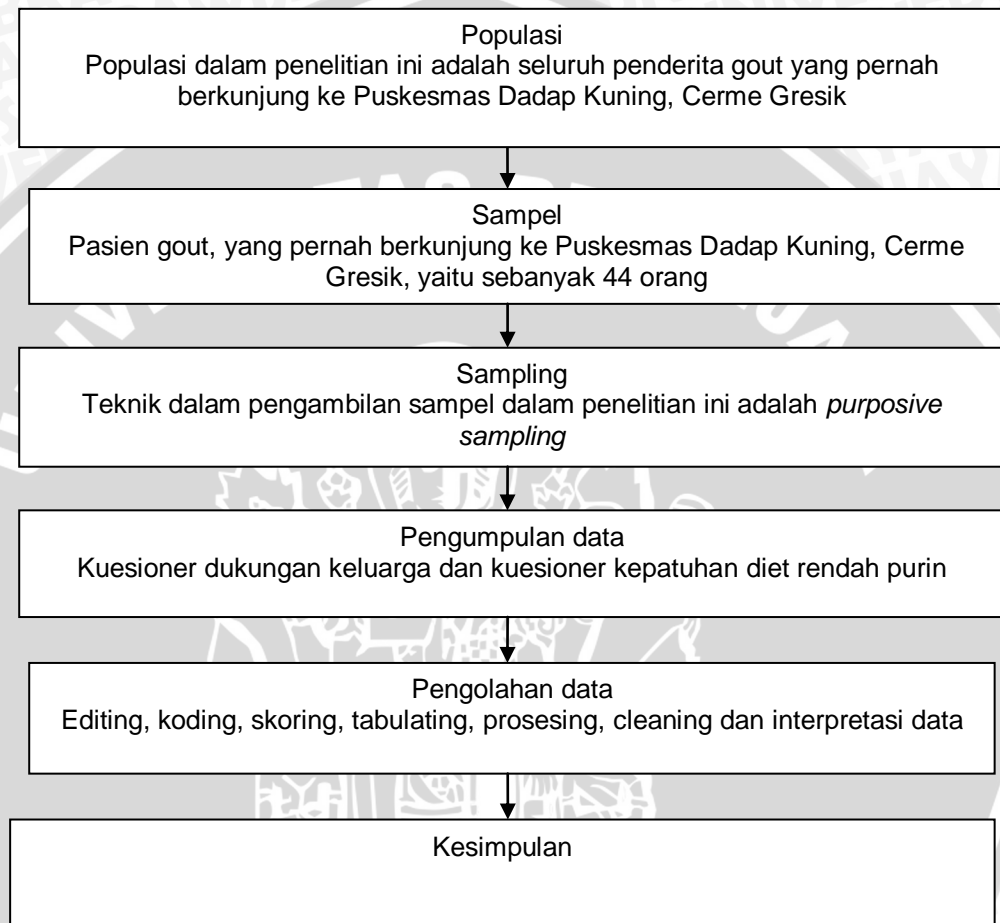 Populasi
Populasi dalam penelitian ini adalah seluruh penderita gout yang pernah
berkunjung ke Puskesmas Dadap Kuning, Cerme Gresik
Sampel
Pasien gout, yang pernah berkunjung ke Puskesmas Dadap Kuning, Cerme
Gresik, yaitu sebanyak 44 orang
Sampling
Teknik dalam pengambilan sampel dalam penelitian ini adalah purposive
sampling
Pengumpulan data
Kuesioner dukungan keluarga dan kuesioner kepatuhan diet rendah purin
Pengolahan data
Editing, koding, skoring, tabulating, prosesing, cleaning dan interpretasi data
Kesimpulan